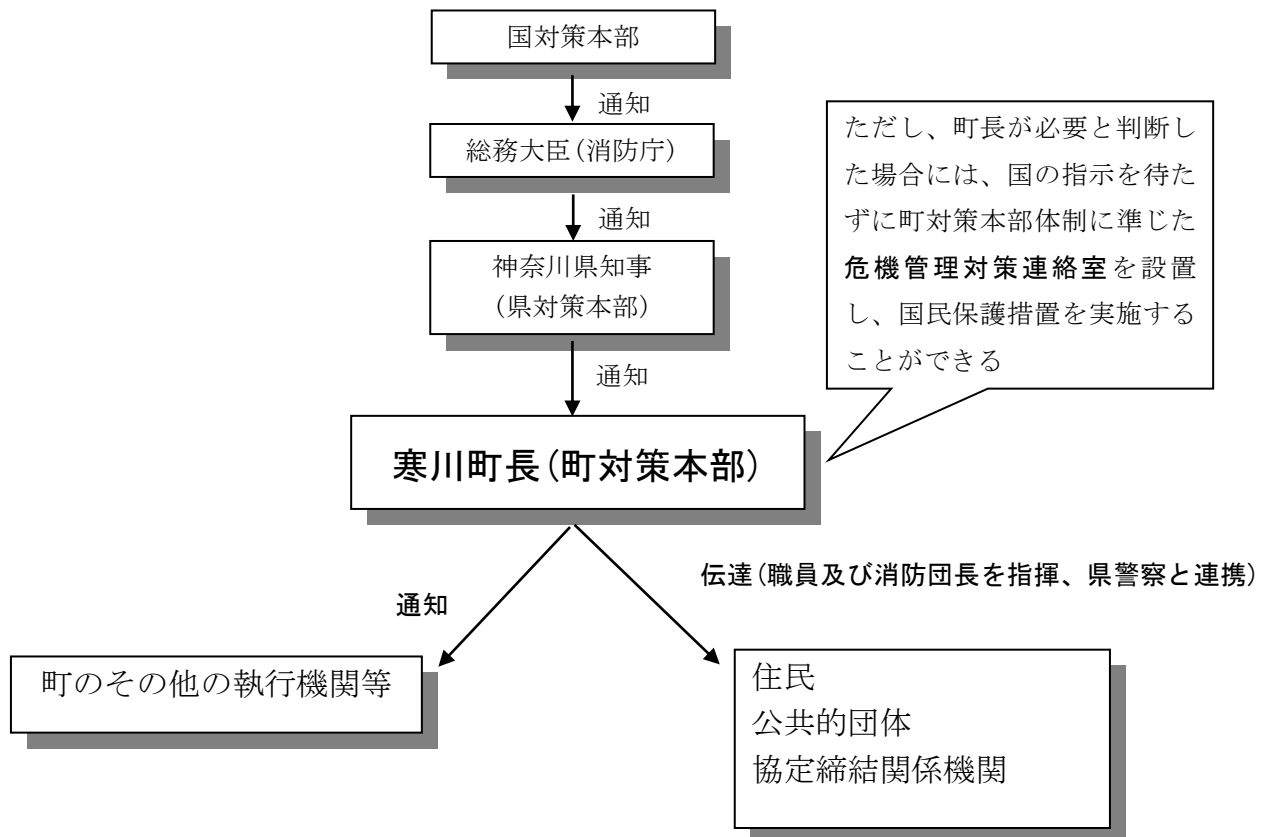 国対策本部
通知
総務大臣(消防庁)
通知
神奈川県知事
(県対策本部)
通知
ただし、町長が必要と判断し
た場合には、国の指示を待た
ずに町対策本部体制に準じた
危機管理対策連絡室を設置
し、国民保護措置を実施する
ことができる
寒川町長(町対策本部)
伝達(職員及び消防団長を指揮、県警察と連携)
通知
町のその他の執行機関等
住民
公共的団体
協定締結関係機関